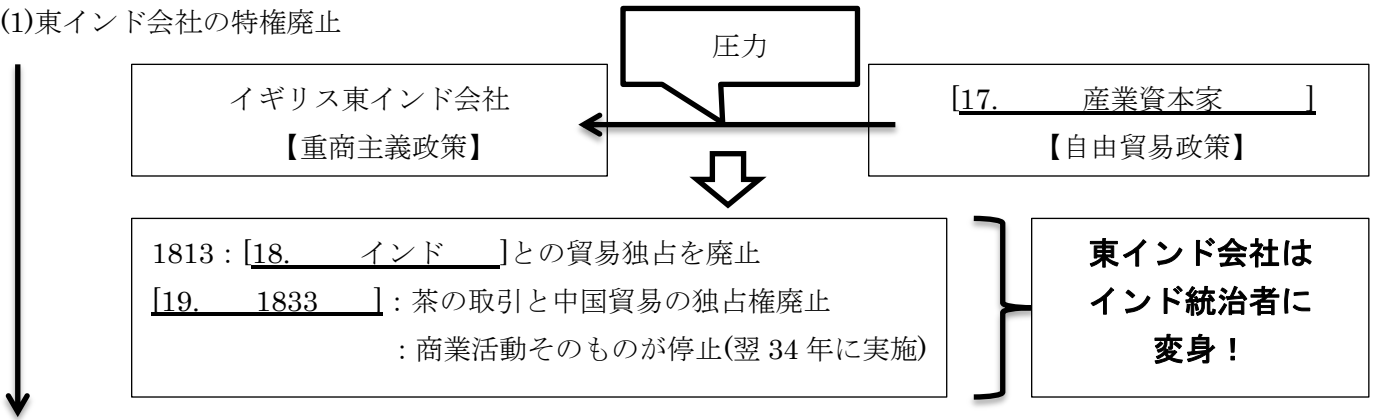 (1)東インド会社の特権廃止
圧力
イギリス東インド会社
【重商主義政策】
[17. 産業資本家 ]
【自由貿易政策】
1813：[18. インド ]との貿易独占を廃止
[19. 1833 ]：茶の取引と中国貿易の独占権廃止
：商業活動そのものが停止(翌 34 年に実施)
東インド会社は
インド統治者に
変身！